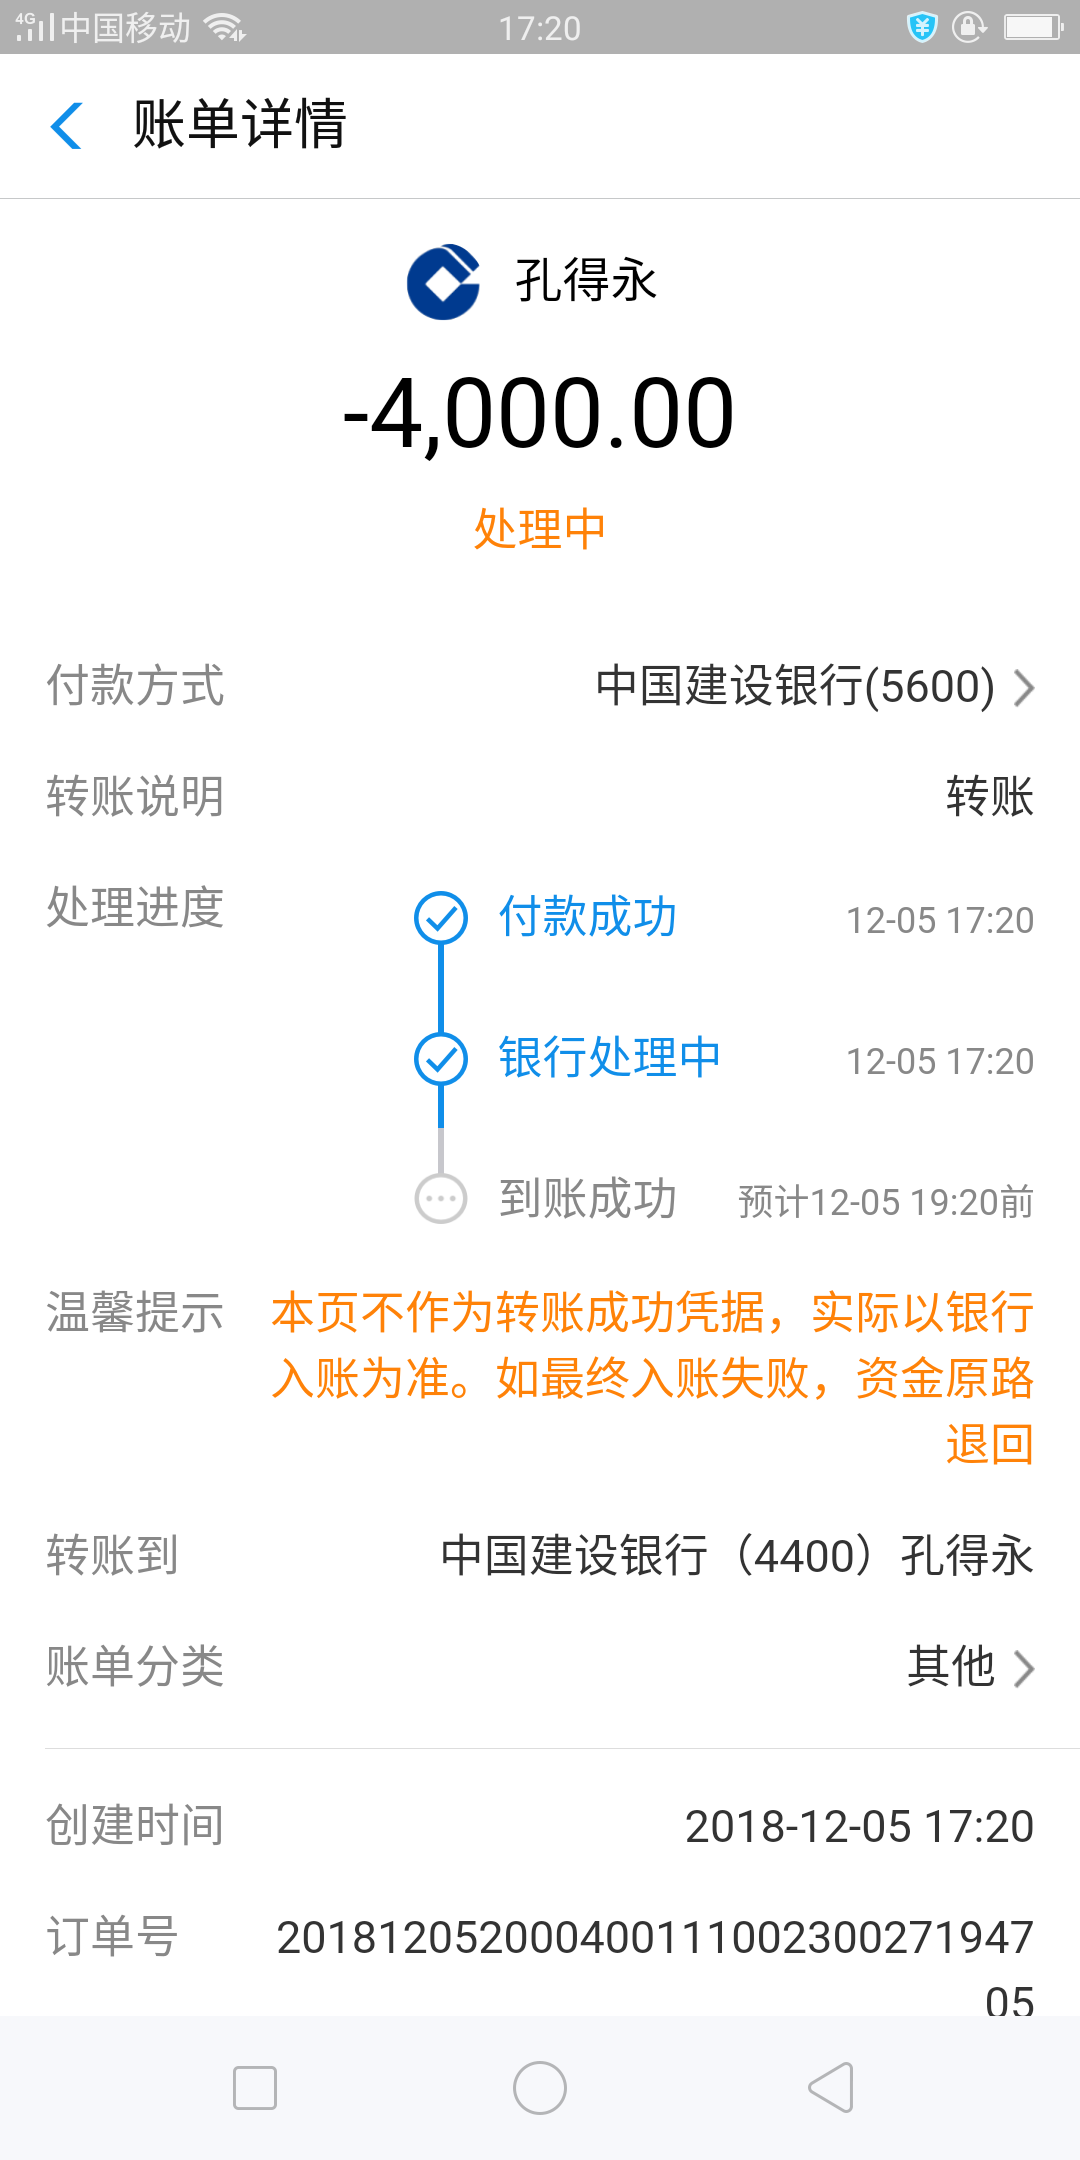 4G 中国移动 17:20
账单详情
孔得永
-4,000.00
处理中
付款方式 中国建设银行(5600)
转账说明 转账
处理进度 付款成功 12-05 17:20
银行处理中 12-05 17:20
到账成功 预计12-05 19:20前
温馨提示 本页不作为转账成功凭据，实际以银行
入账为准。如最终入账失败，资金原路
退回
转账到 中国建设银行（4400）孔得永
账单分类 其他
创建时间 2018-12-05 17:20
订单号 201812052000400111002300271947
05